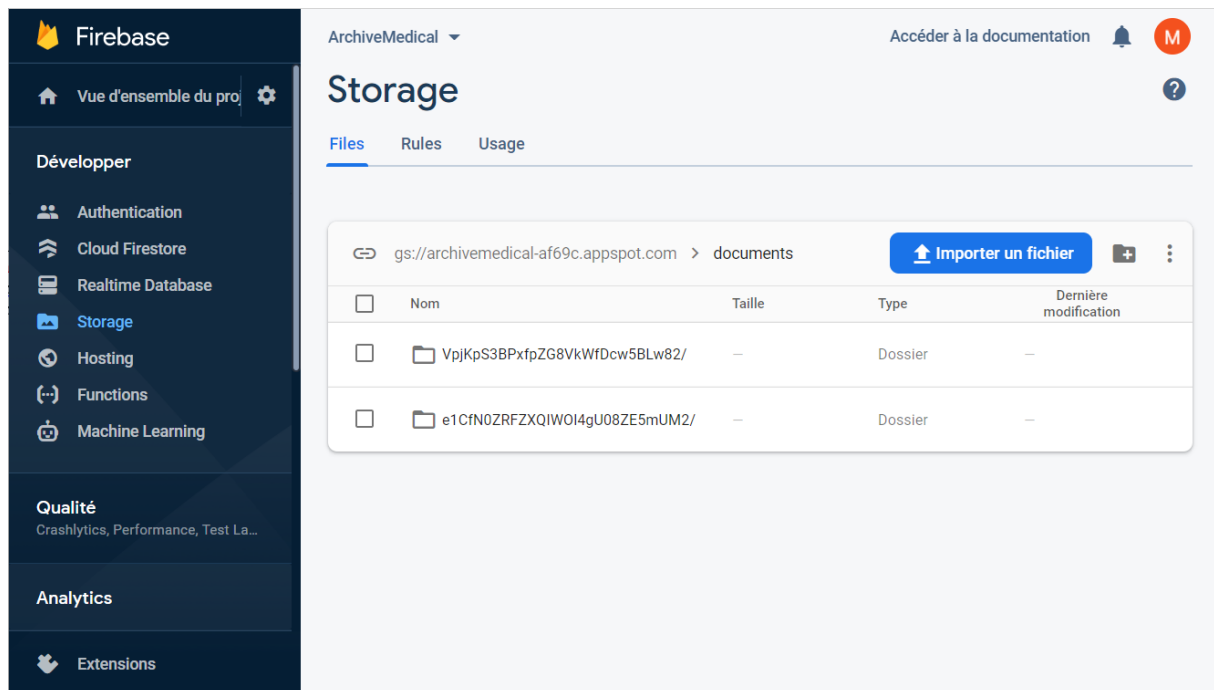 Firebase
ArchiveMedical
Accéder à la documentation
M
Vue d'ensemble du proj
Storage
?
Files Rules Usage
Développer
Authentication
Cloud Firestore
Realtime Database
Storage
Hosting
Functions
Machine Learning
Qualité
Crashlytics, Performance, Test La...
Analytics
Extensions
gs://archivemedical-af69c.appspot.com > documents
Importer un fichier
Nom Taille Type Dernière modification
VpjKpS3BPxfpZG8VkWfDcw5BLw82/ — Dossier —
e1CfN0ZRFZXQIWOI4gU08ZE5mUM2/ — Dossier —